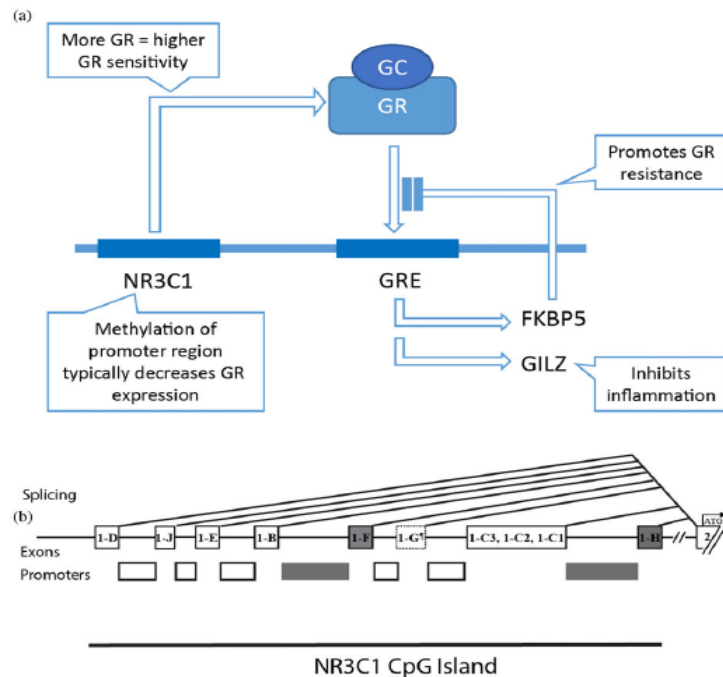 (a)
More GR = higher
GR sensitivity
GC
GR
Promotes GR
resistance
NR3C1
GRE
FKBP5
GILZ
Methylation of
promoter region
typically decreases GR
expression
Inhibits
inflammation
Splicing
(b)
1-D
1-J
1-E
1-B
1-F
1-G¶
1-C3, 1-C2, 1-C1
1-H
2
ATG
Exons
Promoters
NR3C1 CpG Island